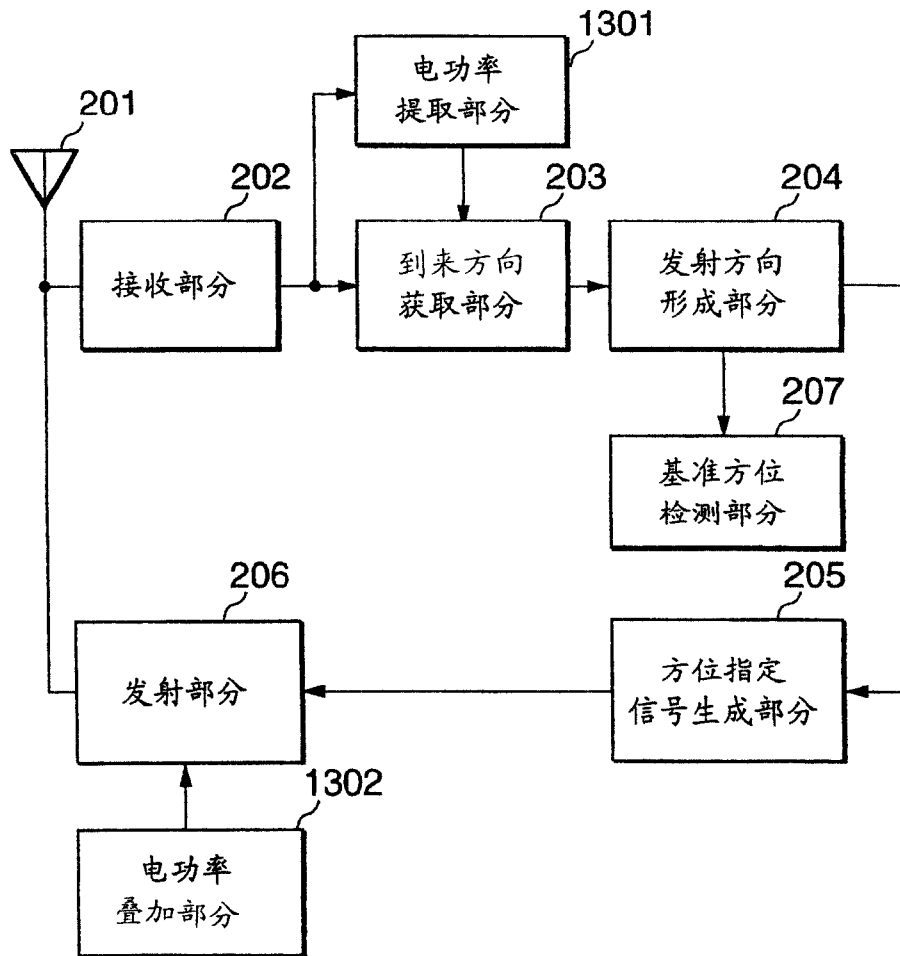 1301
电功率
提取部分
201
202
接收部分
203
到来方向
获取部分
204
发射方向
形成部分
207
基准方位
检测部分
206
发射部分
205
方位指定
信号生成部分
1302
电功率
叠加部分